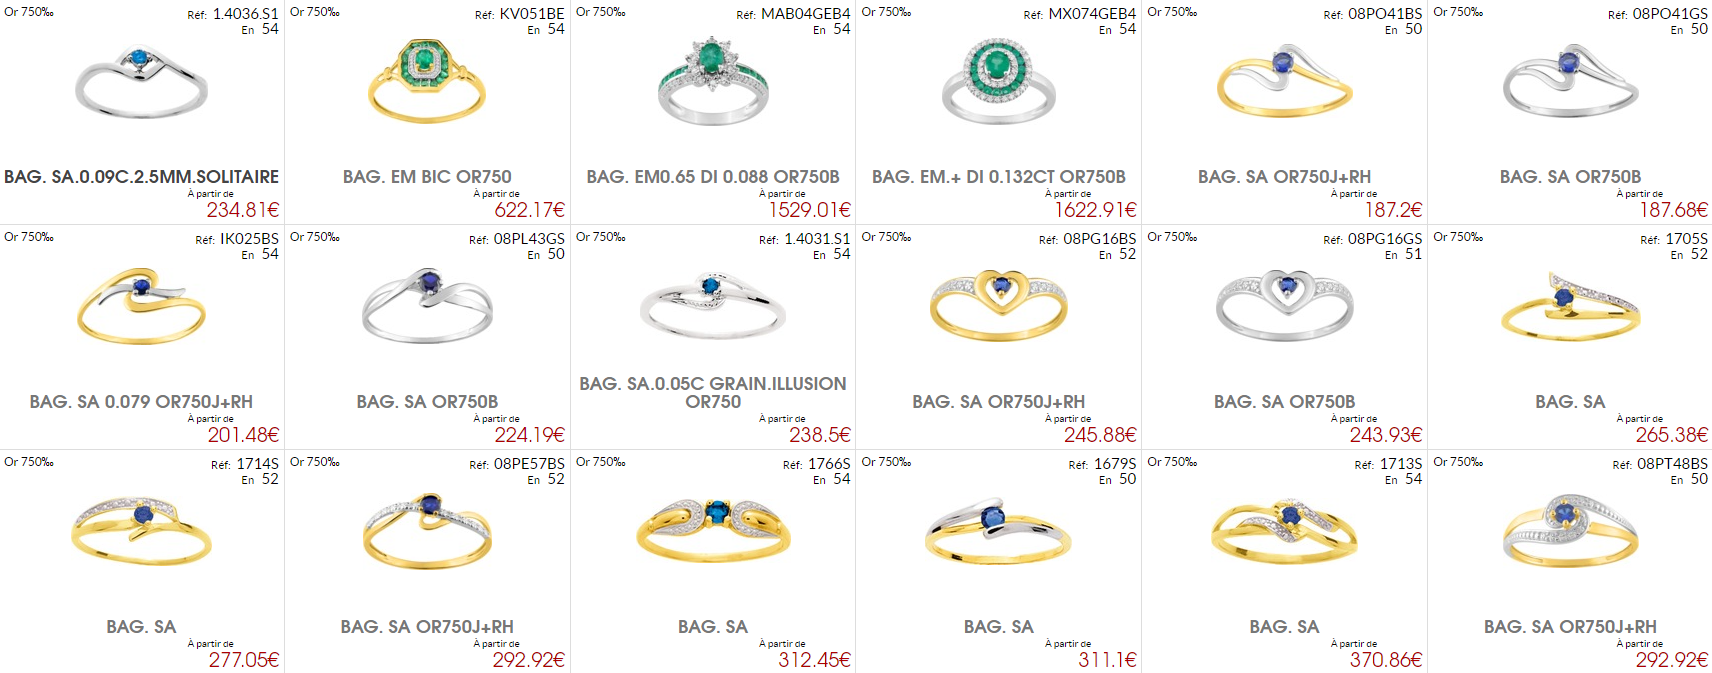 Or 750‰
Réf: 1.4036.S1
En 54
BAG. SA.0.09C.2.5MM.SOLITAIRE
À partir de
234.81€
Or 750‰
Réf: KV051BE
En 54
BAG. EM BIC OR750
À partir de
622.17€
Or 750‰
Réf: MAB04GEB4
En 54
BAG. EM0.65 DI 0.088 OR750B
À partir de
1529.01€
Or 750‰
Réf: MX074GEB4
En 54
BAG. EM.+ DI 0.132CT OR750B
À partir de
1622.91€
Or 750‰
Réf: 08PO41BS
En 50
BAG. SA OR750J+RH
À partir de
187.2€
Or 750‰
Réf: 08PO41GS
En 50
BAG. SA OR750B
À partir de
187.68€
Or 750‰
Réf: IK025BS
En 54
BAG. SA 0.079 OR750J+RH
À partir de
201.48€
Or 750‰
Réf: 08PL43GS
En 50
BAG. SA OR750B
À partir de
224.19€
Or 750‰
Réf: 1.4031.S1
En 54
BAG. SA.0.05C GRAIN.ILLUSION
OR750
À partir de
238.5€
Or 750‰
Réf: 08PG16BS
En 52
BAG. SA OR750J+RH
À partir de
245.88€
Or 750‰
Réf: 08PG16GS
En 51
BAG. SA OR750B
À partir de
243.93€
Or 750‰
Réf: 1705S
En 52
BAG. SA
À partir de
265.38€
Or 750‰
Réf: 1714S
En 52
BAG. SA
À partir de
277.05€
Or 750‰
Réf: 08PE57BS
En 52
BAG. SA OR750J+RH
À partir de
292.92€
Or 750‰
Réf: 1766S
En 54
BAG. SA
À partir de
312.45€
Or 750‰
Réf: 1679S
En 50
BAG. SA
À partir de
311.1€
Or 750‰
Réf: 1713S
En 54
BAG. SA
À partir de
370.86€
Or 750‰
Réf: 08PT48BS
En 50
BAG. SA OR750J+RH
À partir de
292.92€